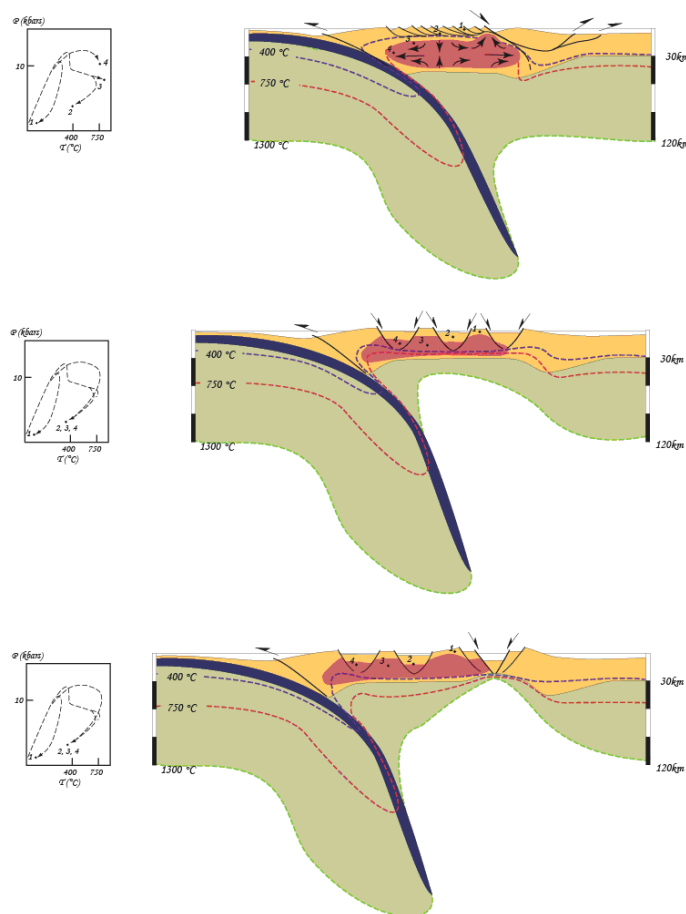 P (kbars)
10
4
3
2
1
400 750
T (°C)
3 2 1
400 °C
750 °C
1300 °C
30km
120km
P (kbars)
10
2, 3, 4
1
400 750
T (°C)
4 3 2 1
400 °C
750 °C
1300 °C
30km
120km
P (kbars)
10
2, 3, 4
1
400 750
T (°C)
4 3 2 1
400 °C
750 °C
1300 °C
30km
120km